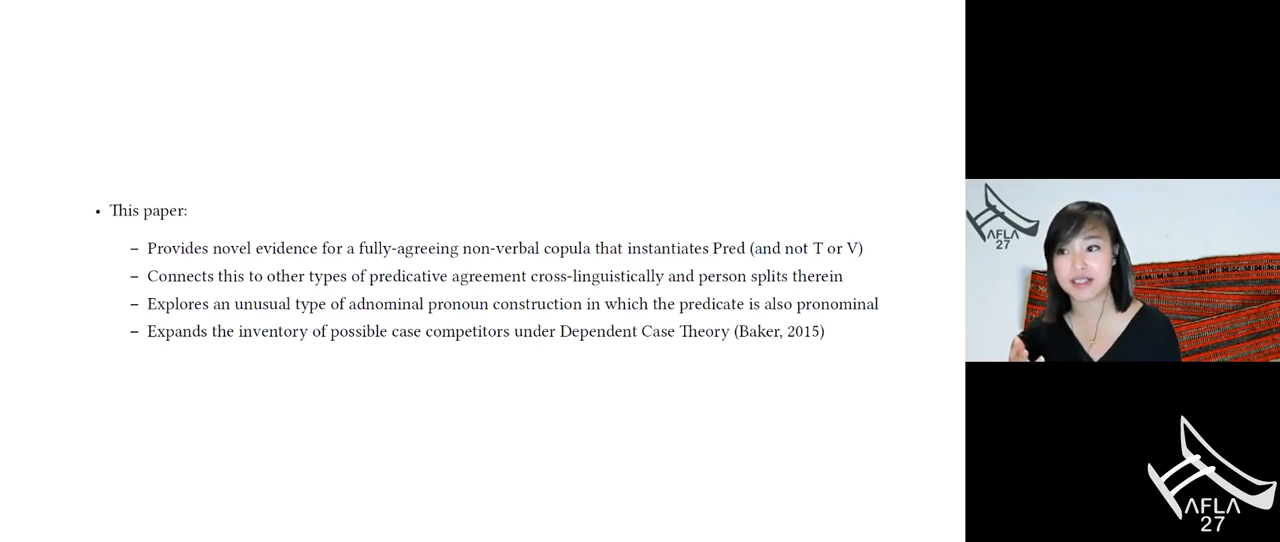 • This paper:
– Provides novel evidence for a fully-agreeing non-verbal copula that instantiates Pred (and not T or V)
– Connects this to other types of predicative agreement cross-linguistically and person splits therein
– Explores an unusual type of adnominal pronoun construction in which the predicate is also pronominal
– Expands the inventory of possible case competitors under Dependent Case Theory (Baker, 2015)
AFLA
27
AFLA
27